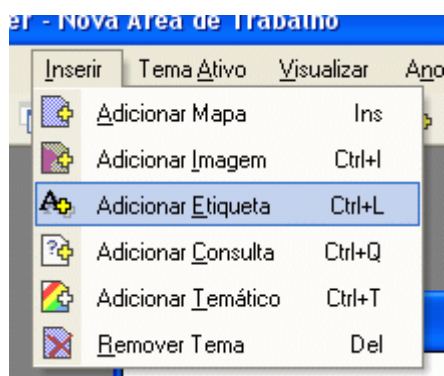 er - Nova Área de Trabalho
Inserir Tema Ativo Visualizar Ano
Adicionar Mapa Ins
Adicionar Imagem Ctrl+I
Adicionar Etiqueta Ctrl+L
Adicionar Consulta Ctrl+Q
Adicionar Temático Ctrl+T
Remover Tema Del